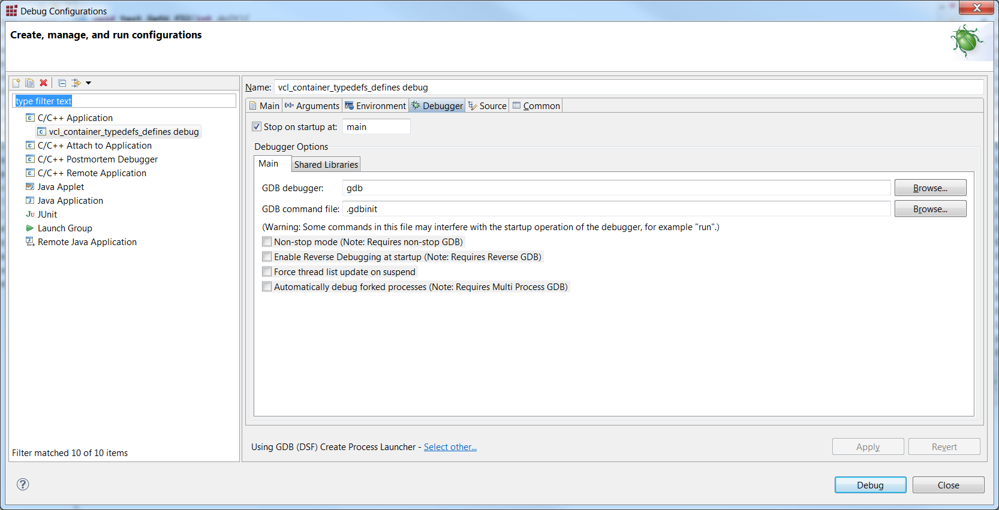 Debug Configurations
Create, manage, and run configurations
type filter text
C/C++ Application
vcl_container_typedefs_defines debug
C/C++ Attach to Application
C/C++ Postmortem Debugger
C/C++ Remote Application
Java Applet
Java Application
Ju JUnit
Launch Group
Remote Java Application
Filter matched 10 of 10 items
Name: vcl_container_typedefs_defines debug
Main (x)= Arguments Environment Debugger Source Common
Stop on startup at: main
Debugger Options
Main Shared Libraries
GDB debugger: gdb Browse...
GDB command file: .gdbinit Browse...
(Warning: Some commands in this file may interfere with the startup operation of the debugger, for example "run".)
Non-stop mode (Note: Requires non-stop GDB)
Enable Reverse Debugging at startup (Note: Requires Reverse GDB)
Force thread list update on suspend
Automatically debug forked processes (Note: Requires Multi Process GDB)
Using GDB (DSF) Create Process Launcher - Select other...
Apply Revert
Debug Close